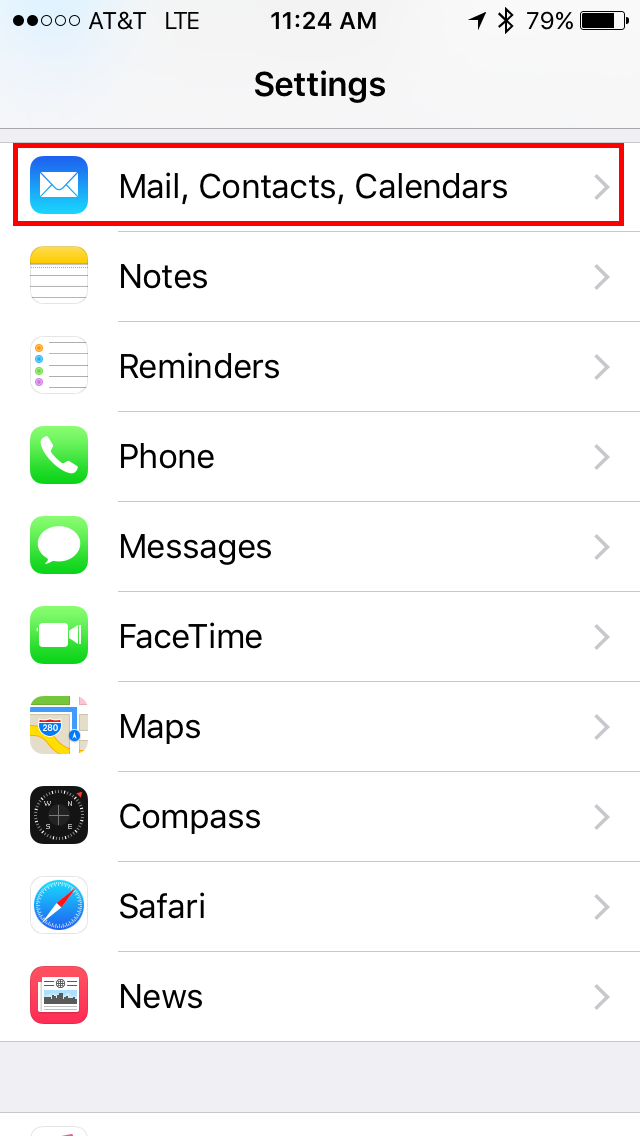 AT&T LTE 11:24 AM 79%
Settings
Mail, Contacts, Calendars
Notes
Reminders
Phone
Messages
FaceTime
280
Maps
W N
S E
Compass
Safari
News